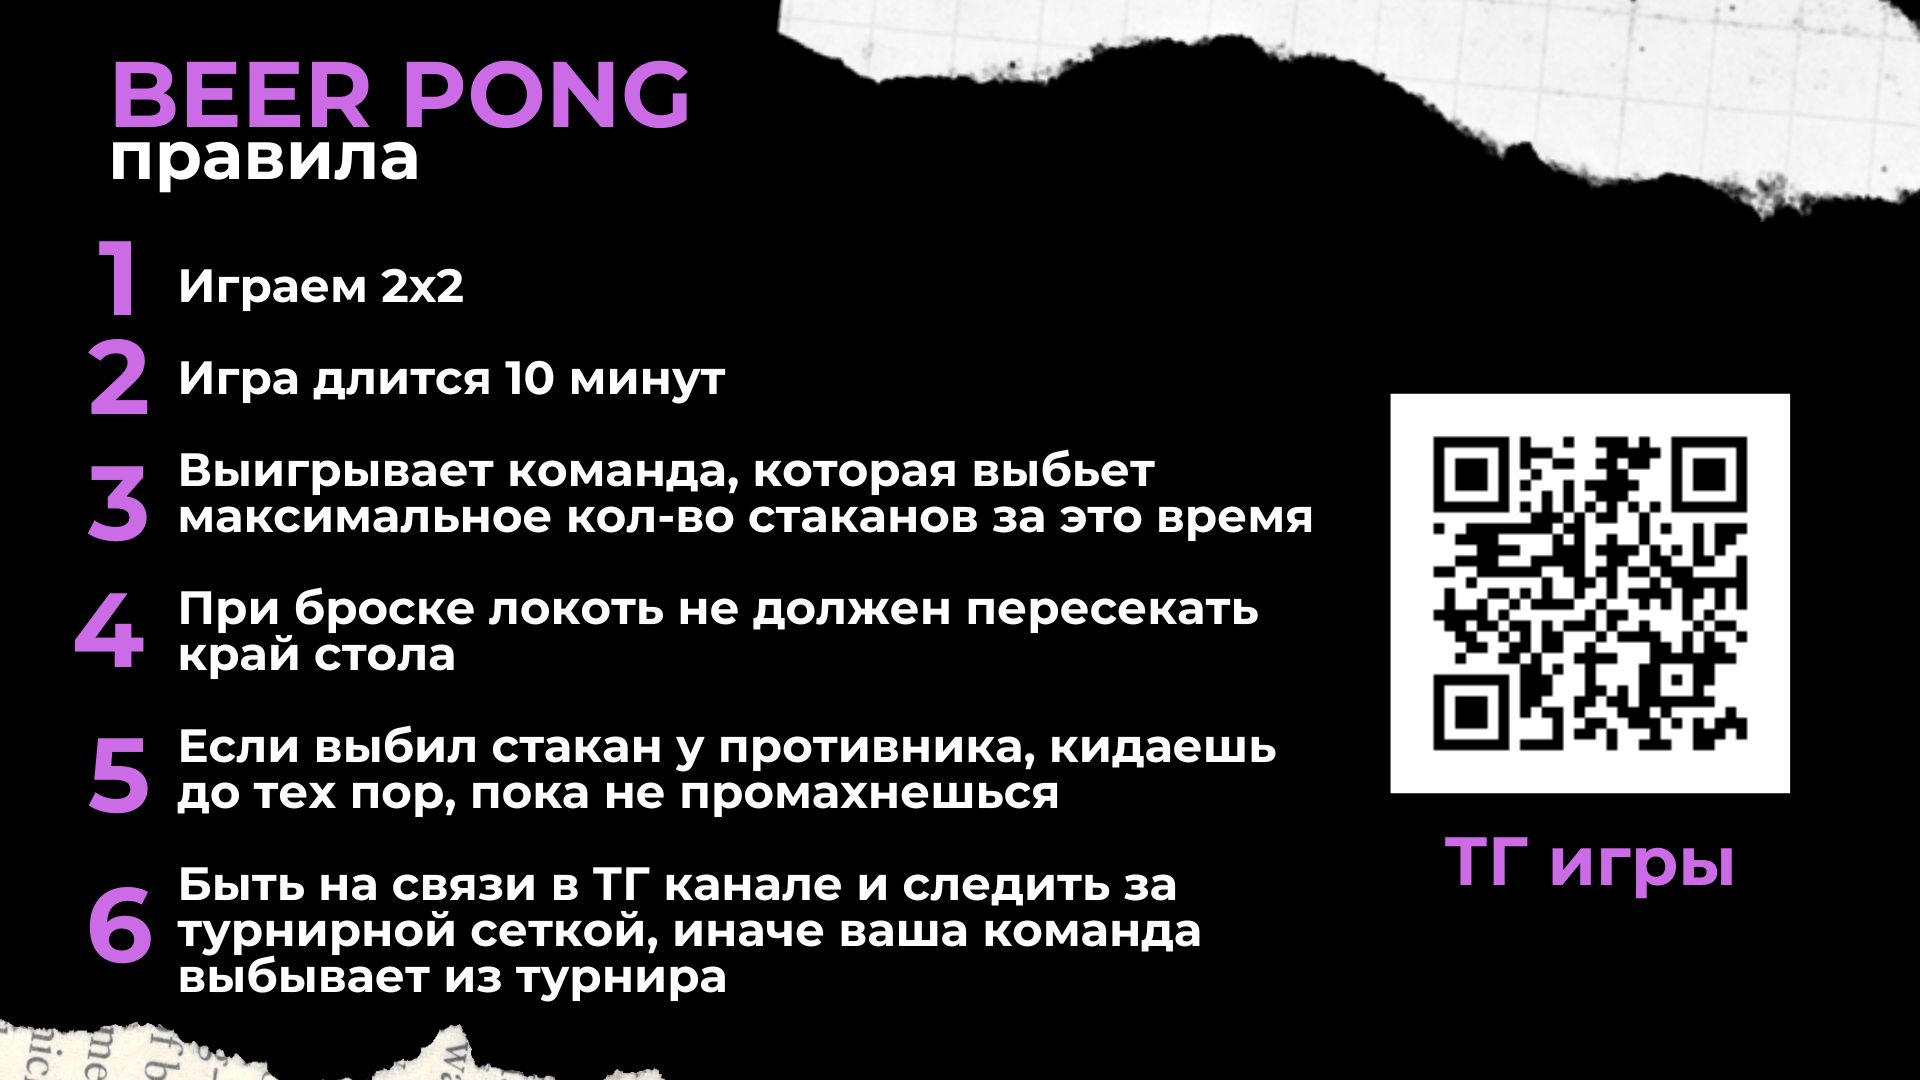 BEER PONG
правила
1 Играем 2х2
2 Игра длится 10 минут
3 Выигрывает команда, которая выбьет
максимальное кол-во стаканов за это время
4 При броске локоть не должен пересекать
край стола
5 Если выбил стакан у противника, кидаешь
до тех пор, пока не промахнешься
6 Быть на связи в ТГ канале и следить за
турнирной сеткой, иначе ваша команда
выбывает из турнира
ТГ игры